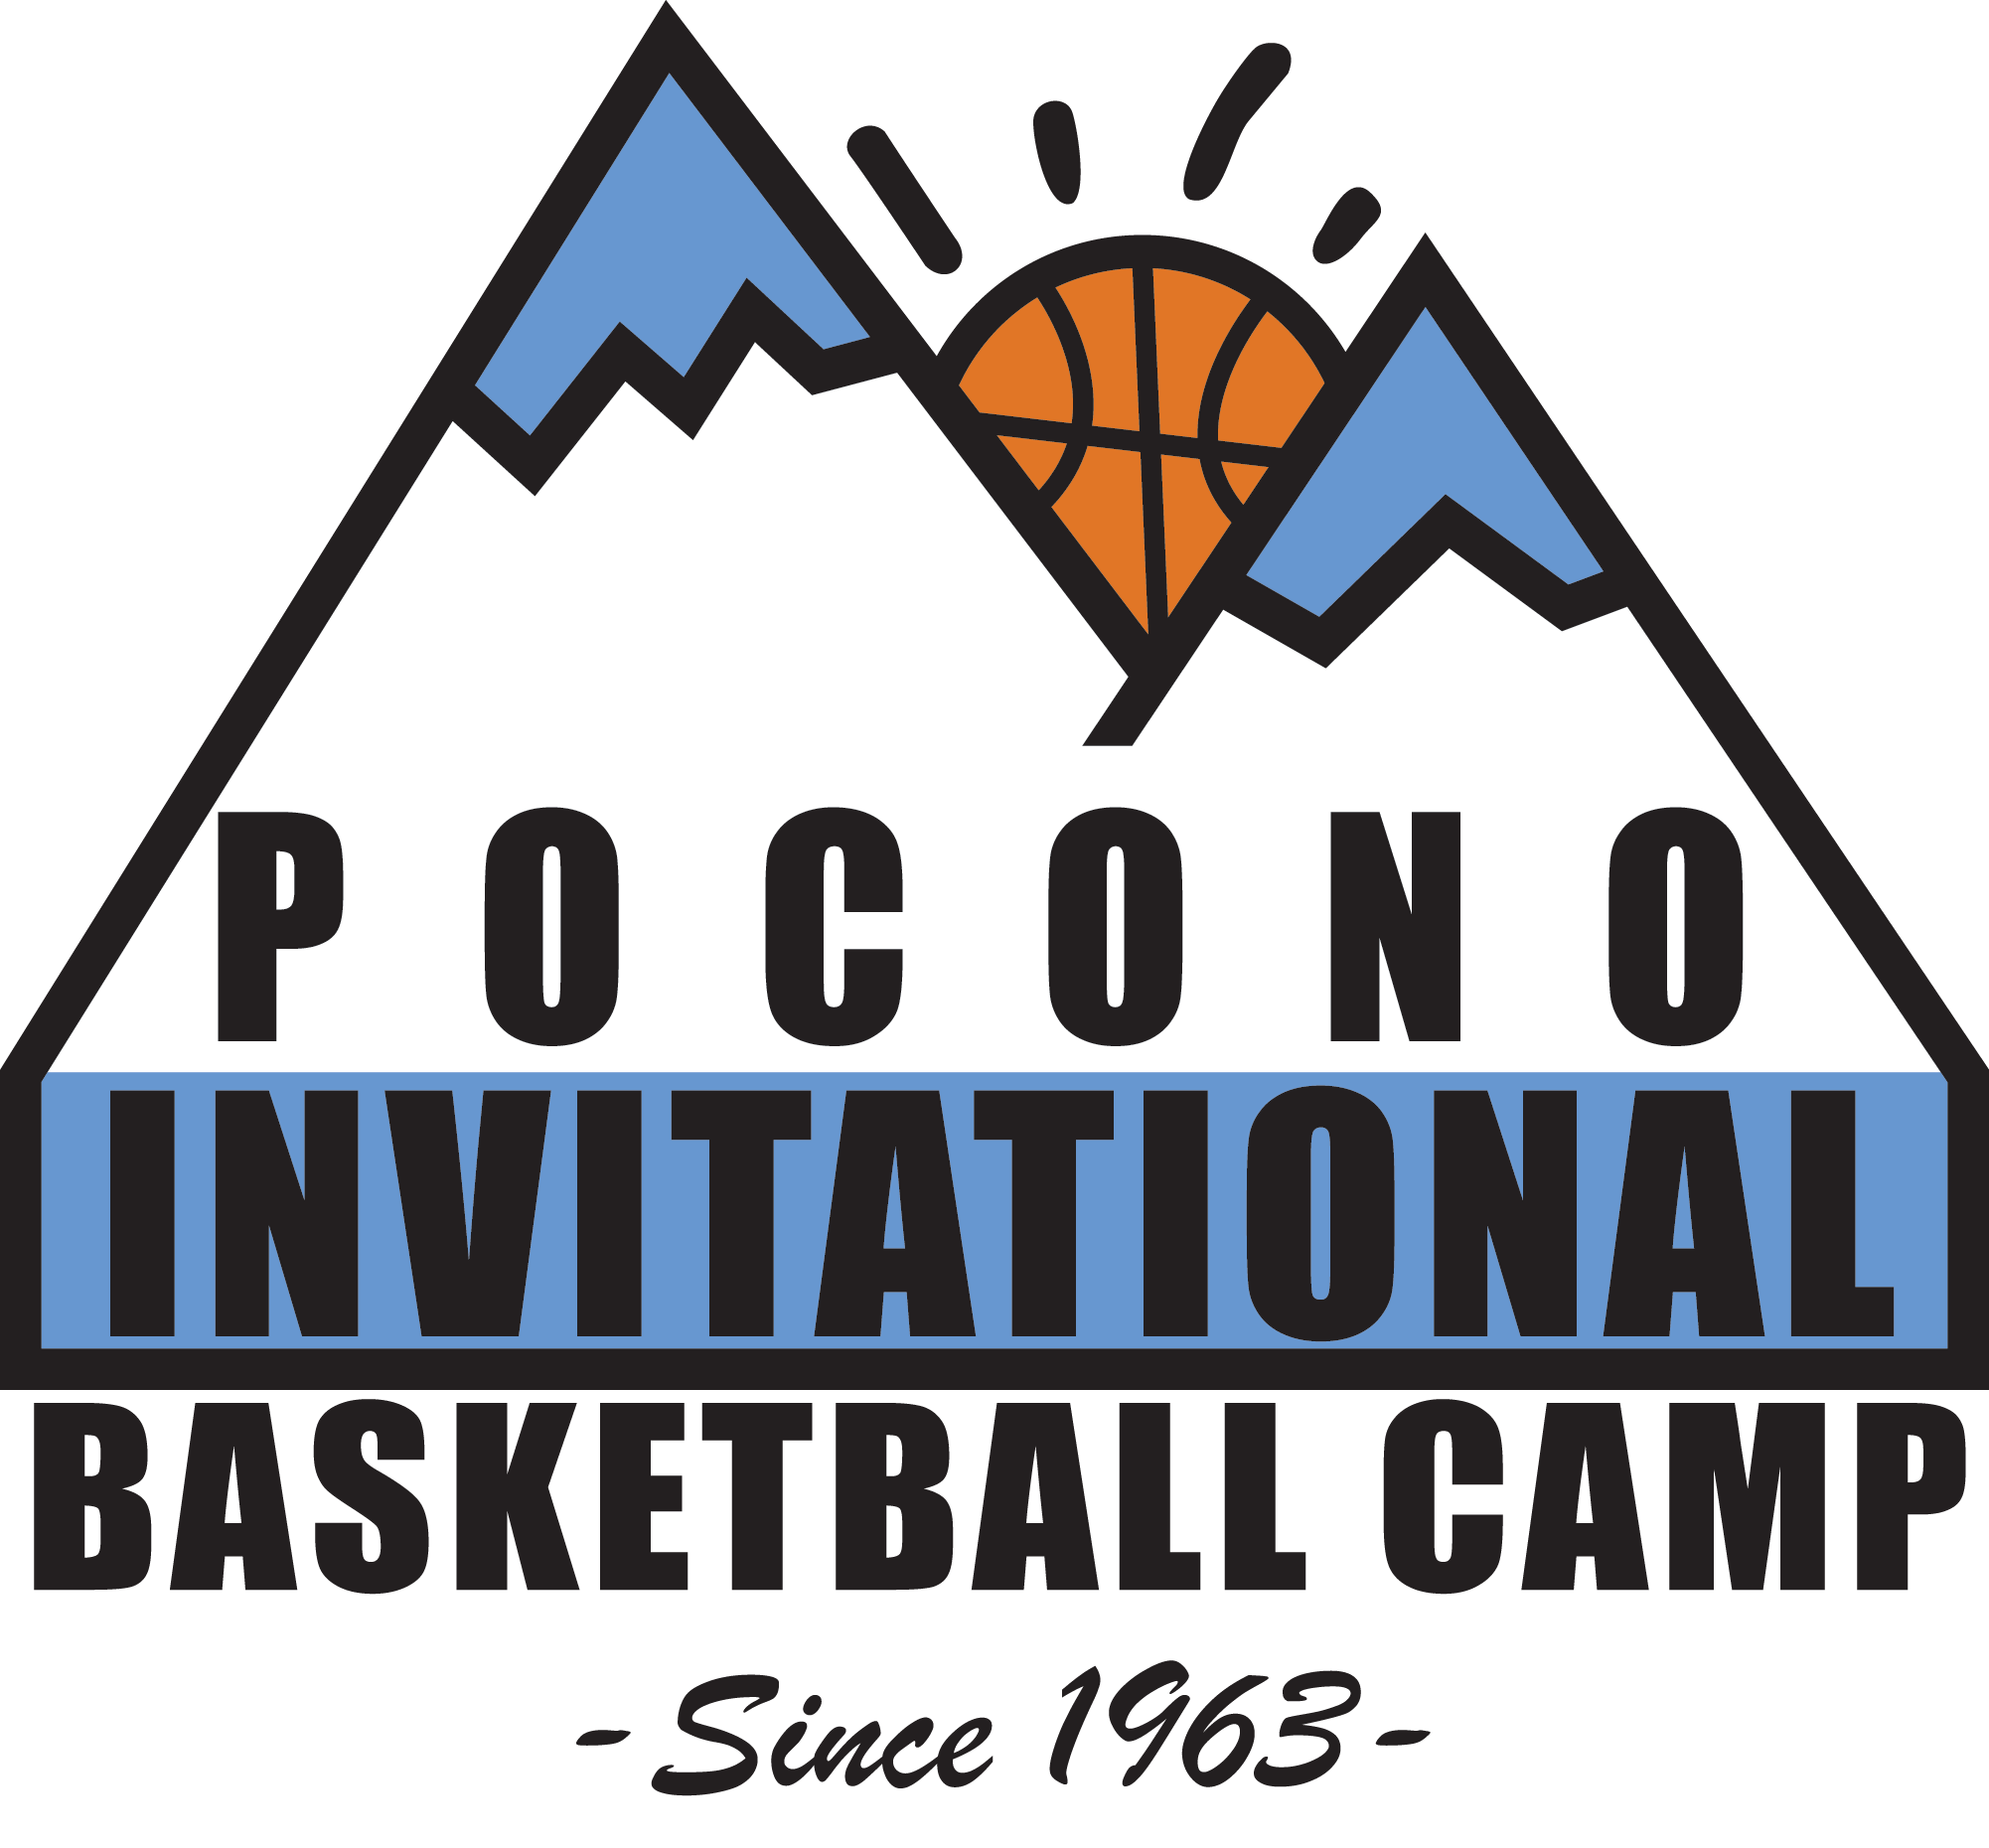 POCONO
INVITATIONAL
BASKETBALL CAMP
-Since 1963-